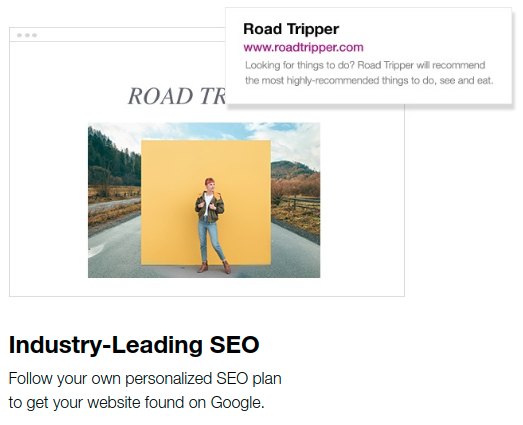 Road Tripper
www.roadtripper.com
Looking for things to do? Road Tripper will recommend
the most highly-recommended things to do, see and eat.
ROAD TR
Industry-Leading SEO
Follow your own personalized SEO plan
to get your website found on Google.